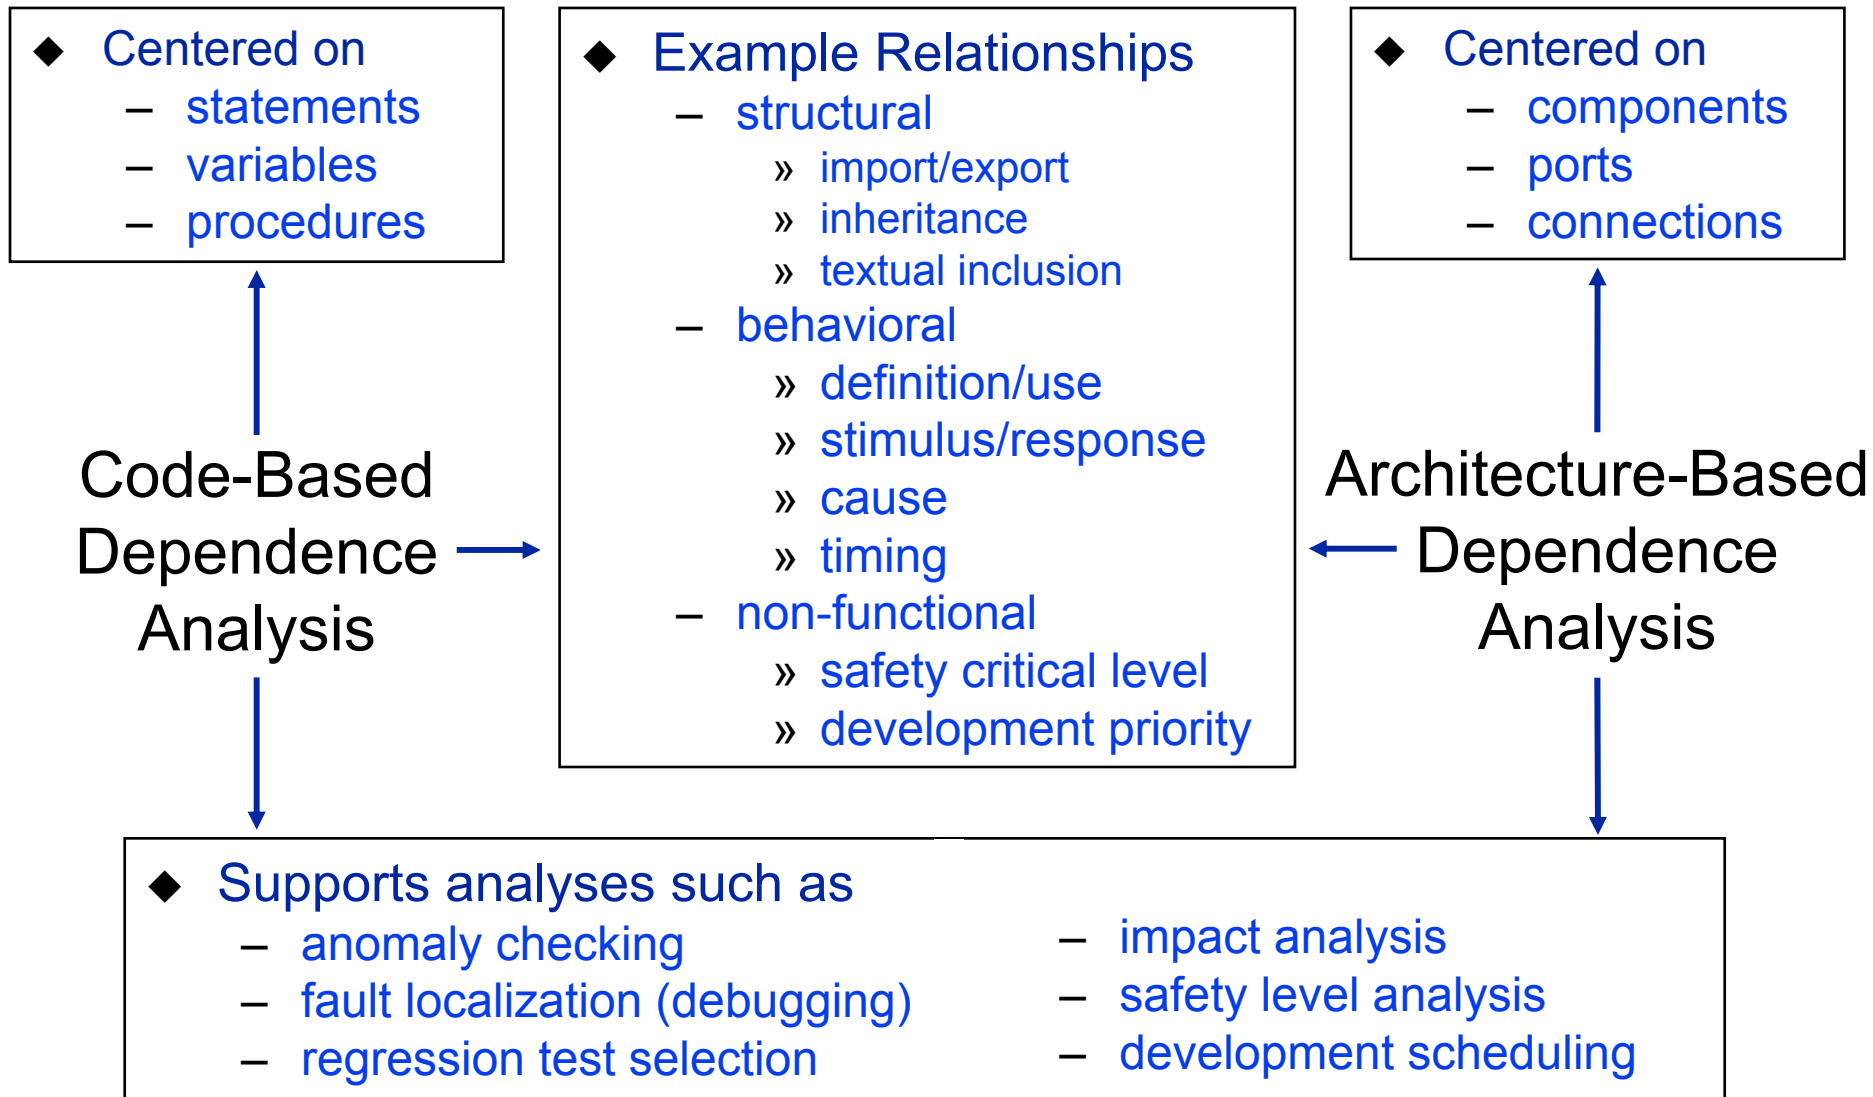 ◆ Centered on
– statements
– variables
– procedures
◆ Example Relationships
– structural
» import/export
» inheritance
» textual inclusion
– behavioral
» definition/use
» stimulus/response
» cause
» timing
– non-functional
» safety critical level
» development priority
◆ Centered on
– components
– ports
– connections
Code-Based
Dependence
Analysis
Architecture-Based
Dependence
Analysis
◆ Supports analyses such as
– anomaly checking
– fault localization (debugging)
– regression test selection
– impact analysis
– safety level analysis
– development scheduling